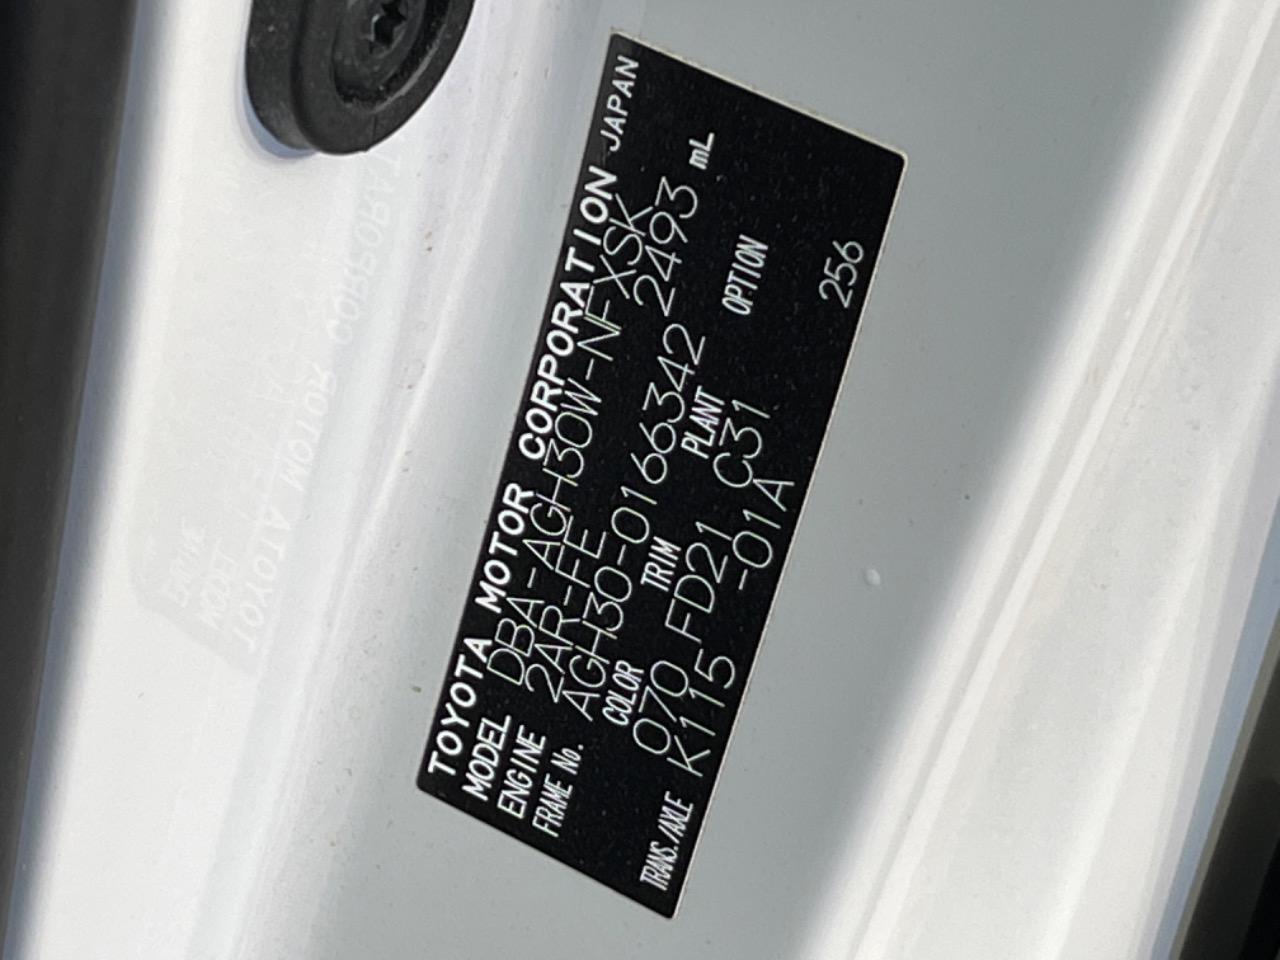 TOYOTA MOTOR CORPORATION JAPAN
MODEL DBA-AGH30W-NFXSK
ENGINE 2AR-FE 2493 mL
FRAME No. AGH30-0166342
COLOR TRIM PLANT OPTION
070 FD21 C31
TRANS./AXLE K115 -01A 256